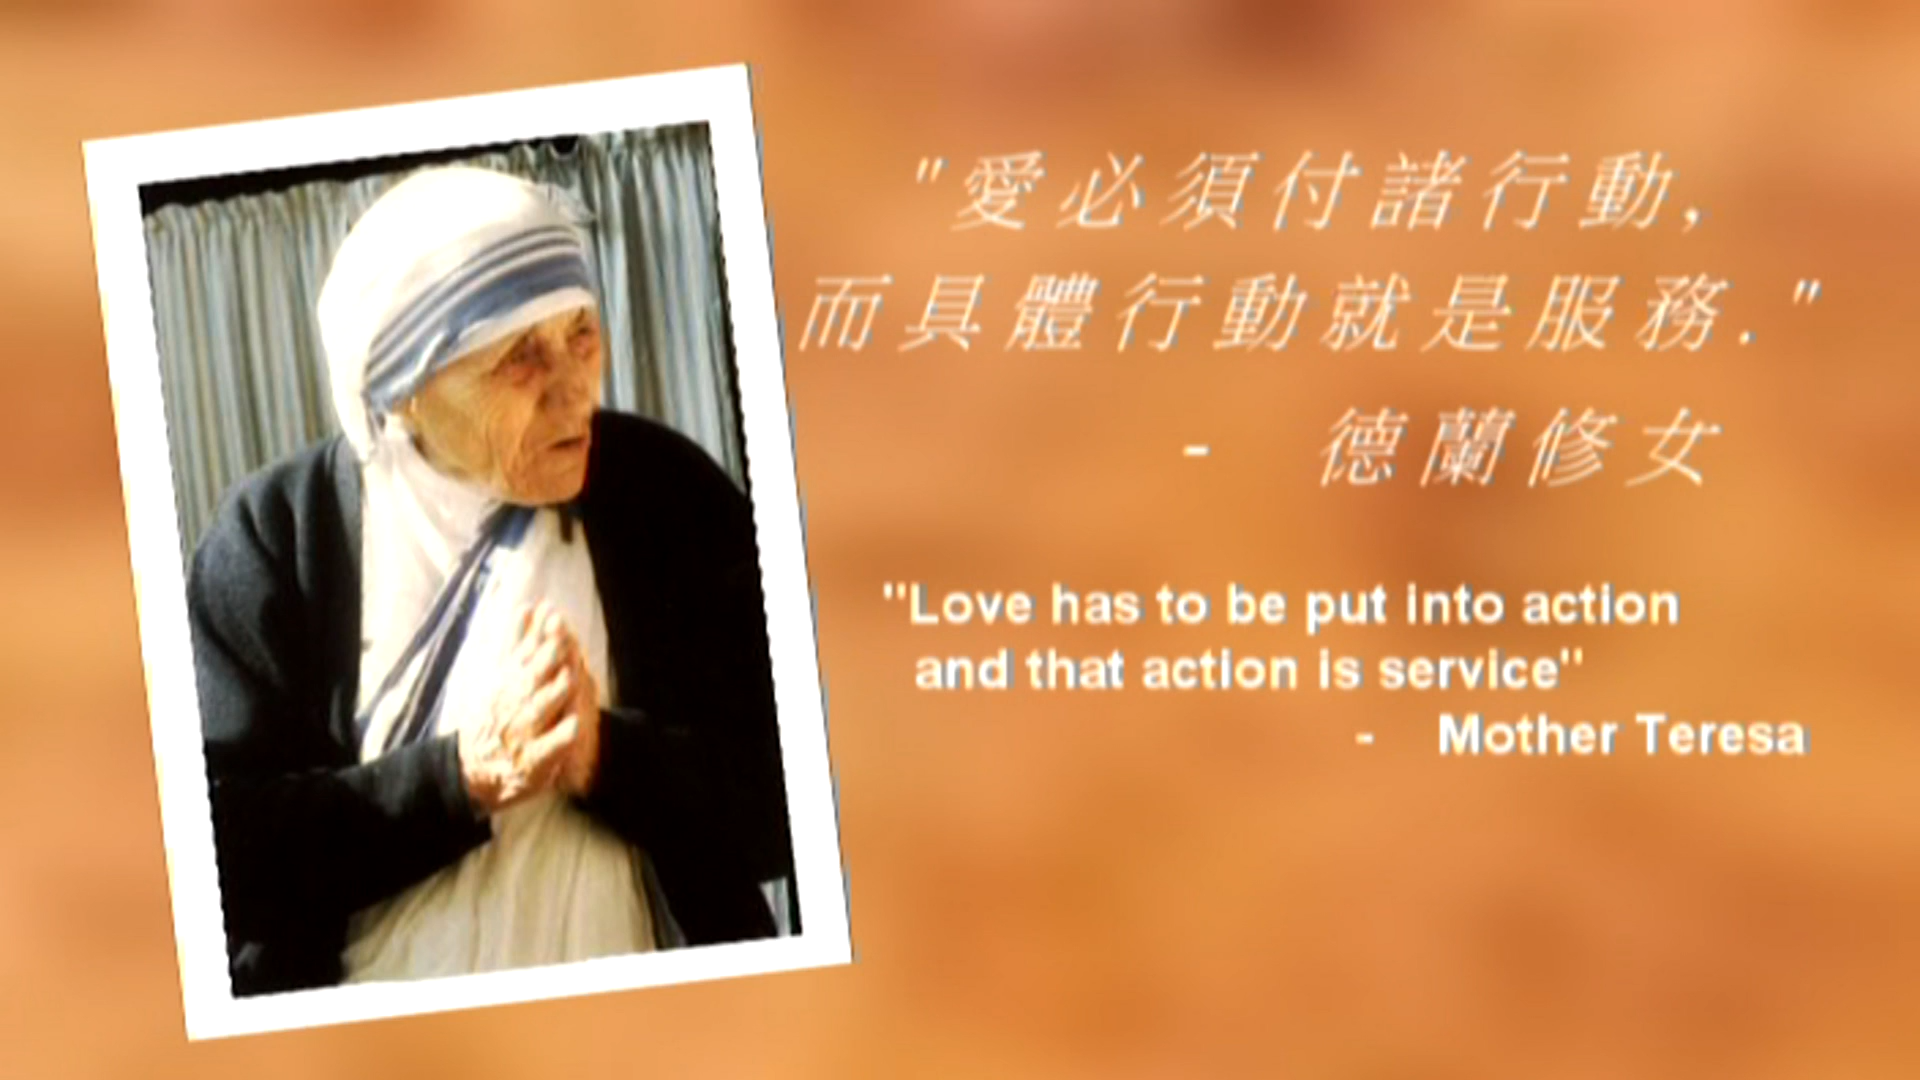 "愛必須付諸行動,
而具體行動就是服務."
- 德蘭修女
"Love has to be put into action
and that action is service"
- Mother Teresa